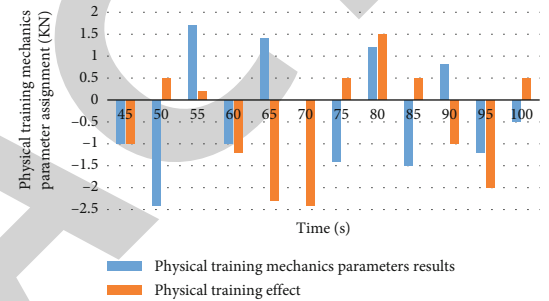 Physical training mechanics
parameter assignment (KN)
2
1.5
1
0.5
0
−0.5
−1
−1.5
−2
−2.5
45 50 55 60 65 70 75 80 85 90 95 100
Time (s)
Physical training mechanics parameters results
Physical training effect